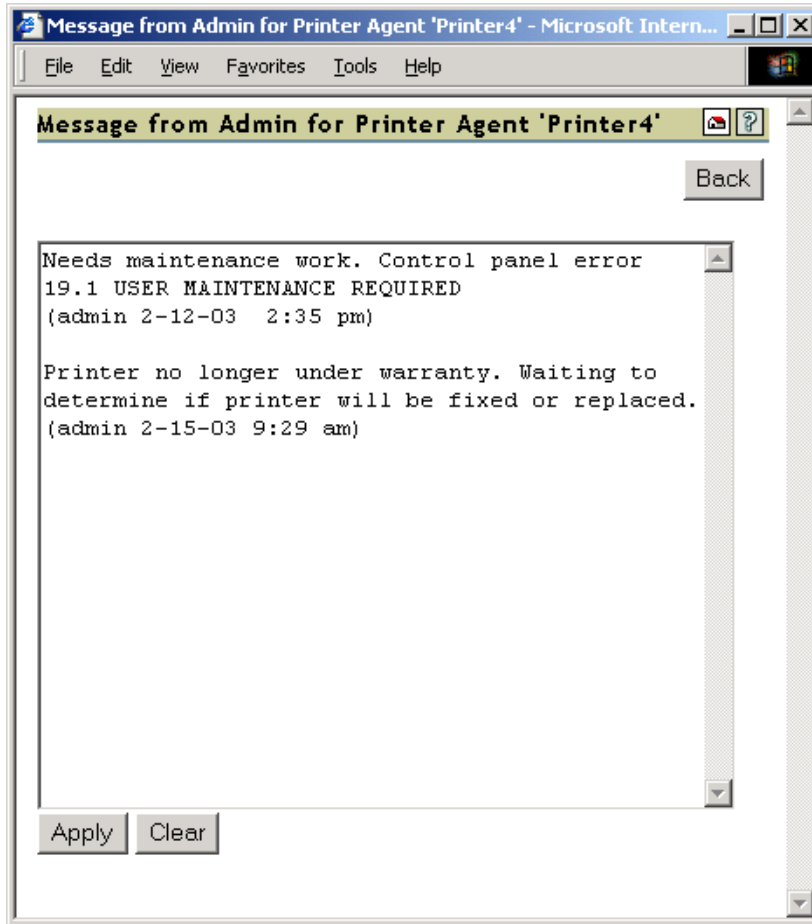 Message from Admin for Printer Agent 'Printer4' - Microsoft Intern...
File Edit View Favorites Tools Help
Message from Admin for Printer Agent 'Printer4'
Back
Needs maintenance work. Control panel error
19.1 USER MAINTENANCE REQUIRED
(admin 2-12-03  2:35 pm)
Printer no longer under warranty. Waiting to
determine if printer will be fixed or replaced.
(admin 2-15-03 9:29 am)
Apply Clear